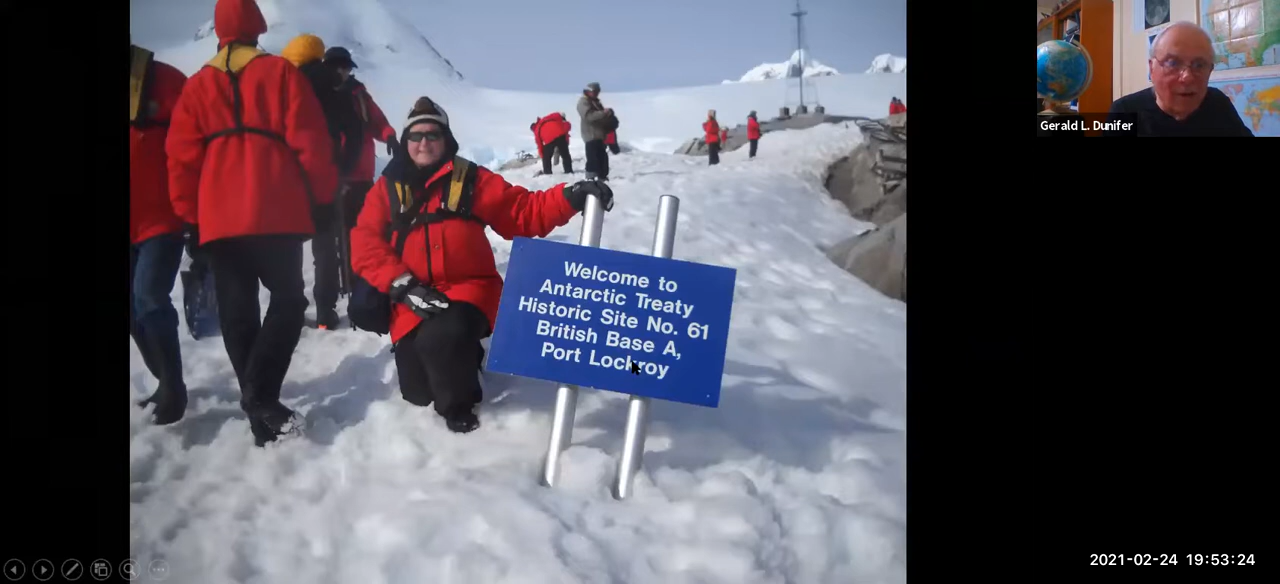 Welcome to
Antarctic Treaty
Historic Site No. 61
British Base A,
Port Lockroy
Gerald L. Dunifer
2021-02-24 19:53:24